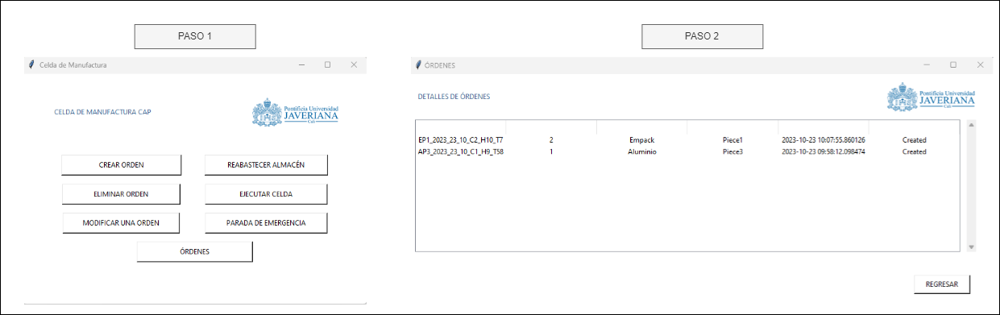 PASO 1
Celda de Manufactura
CELDA DE MANUFACTURA CAP
Pontificia Universidad
JAVERIANA
Cali
CREAR ORDEN
REABASTECER ALMACÉN
ELIMINAR ORDEN
EJECUTAR CELDA
MODIFICAR UNA ORDEN
PARADA DE EMERGENCIA
ÓRDENES
PASO 2
ÓRDENES
DETALLES DE ÓRDENES
Pontificia Universidad
JAVERIANA
Cali
EP1_2023_23_10_C2_H10_T7 2 Empack Piece1 2023-10-23 10:07:55.860126 Created
AP3_2023_23_10_C1_H9_T58 1 Aluminio Piece3 2023-10-23 09:58:12.098474 Created
REGRESAR